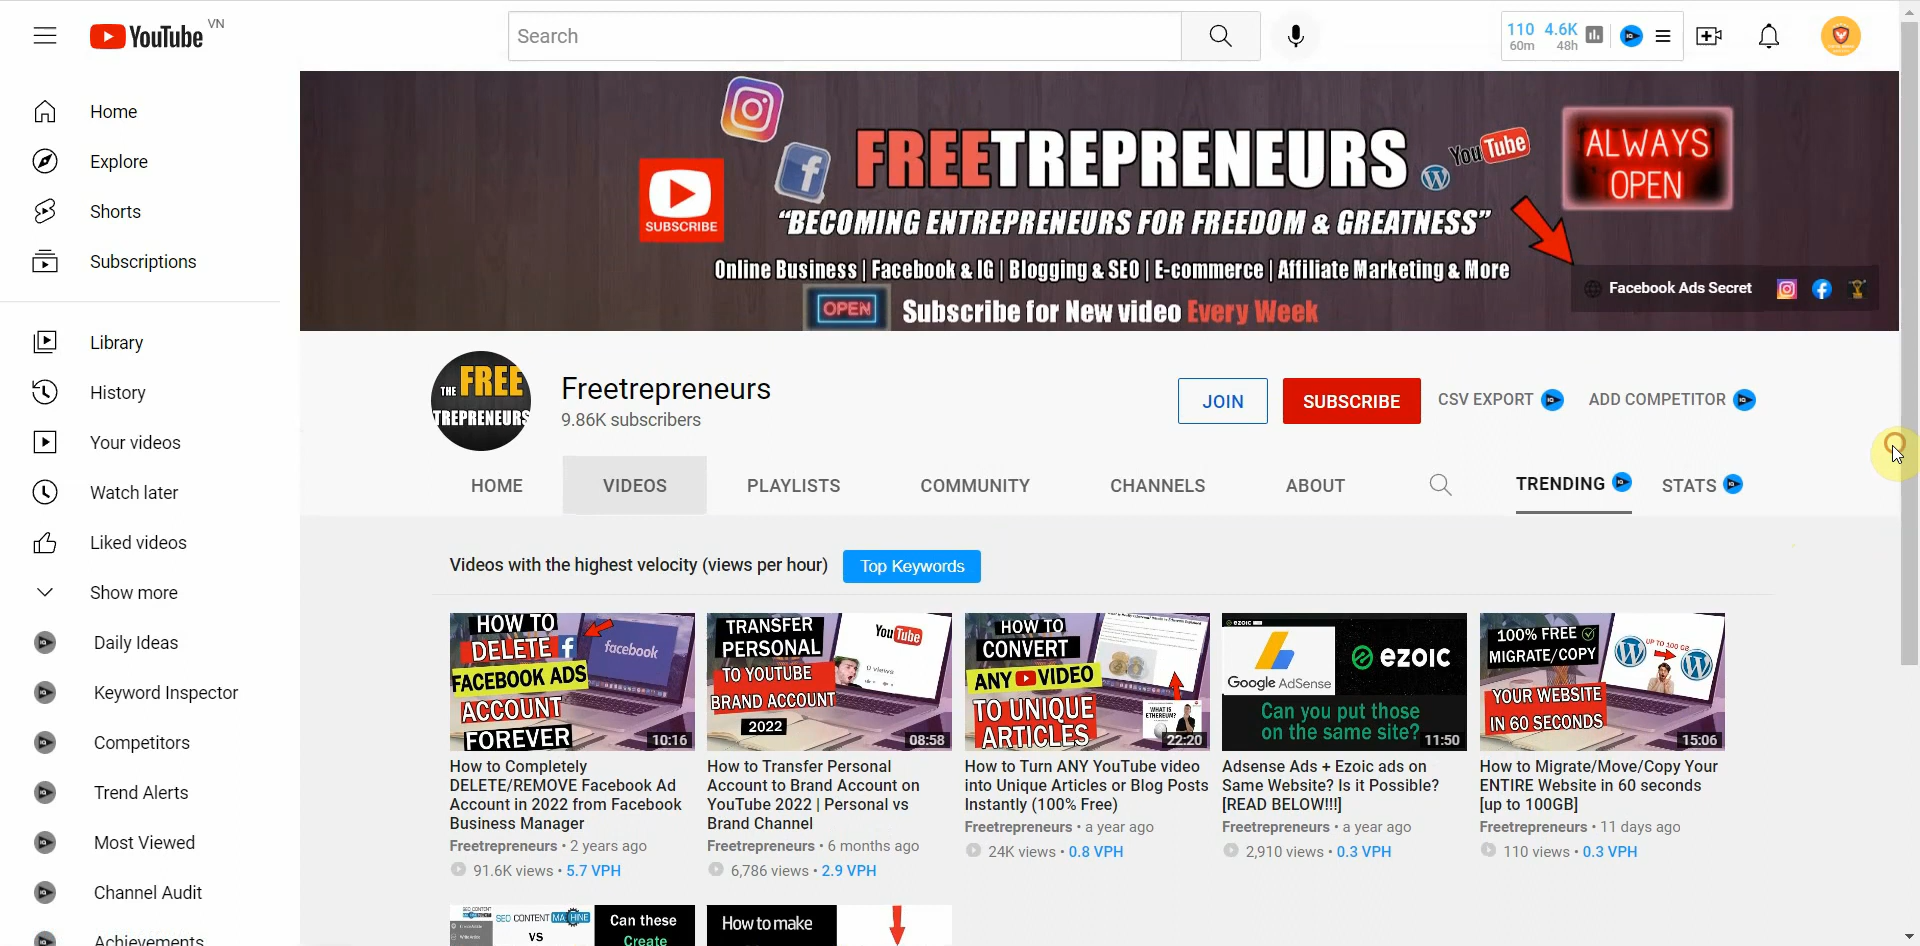 YouTube VN
Search
110 4.6K
60m 48h
Home
Explore
Shorts
Subscriptions
Library
History
Your videos
Watch later
Liked videos
Show more
Daily Ideas
Keyword Inspector
Competitors
Trend Alerts
Most Viewed
Channel Audit
Achievements
SUBSCRIBE
FREETREPRENEURS
You Tube
ALWAYS
OPEN
“BECOMING ENTREPRENEURS FOR FREEDOM & GREATNESS”
Online Business | Facebook & IG | Blogging & SEO | E-commerce | Affiliate Marketing & More
OPEN Subscribe for New video Every Week
Facebook Ads Secret
THE FREE
TREPRENEURS
Freetrepreneurs
9.86K subscribers
JOIN SUBSCRIBE CSV EXPORT ADD COMPETITOR
HOME VIDEOS PLAYLISTS COMMUNITY CHANNELS ABOUT TRENDING STATS
Videos with the highest velocity (views per hour) Top Keywords
HOW TO
DELETE
FACEBOOK ADS
ACCOUNT
FOREVER
facebook
10:16
How to Completely
DELETE/REMOVE Facebook Ad
Account in 2022 from Facebook
Business Manager
Freetrepreneurs • 2 years ago
91.6K views • 5.7 VPH
TRANSFER
PERSONAL
TO YOUTUBE
BRAND ACCOUNT
2022
You Tube
08:58
How to Transfer Personal
Account to Brand Account on
YouTube 2022 | Personal vs
Brand Channel
Freetrepreneurs • 6 months ago
6,786 views • 2.9 VPH
HOW TO
CONVERT
ANY VIDEO
TO UNIQUE
ARTICLES
WHAT IS
ETHEREUM?
22:20
How to Turn ANY YouTube video
into Unique Articles or Blog Posts
Instantly (100% Free)
Freetrepreneurs • a year ago
24K views • 0.8 VPH
ezoic
Google AdSense
ezoic
Can you put those
on the same site?
11:50
Adsense Ads + Ezoic ads on
Same Website? Is it Possible?
[READ BELOW!!!]
Freetrepreneurs • a year ago
2,910 views • 0.3 VPH
100% FREE
MIGRATE/COPY
YOUR WEBSITE
IN 60 SECONDS
UP TO 100 GB
15:06
How to Migrate/Move/Copy Your
ENTIRE Website in 60 seconds
[up to 100GB]
Freetrepreneurs • 11 days ago
110 views • 0.3 VPH
SEO CONTENT MACHINE
VS
Can these
Create
How to make